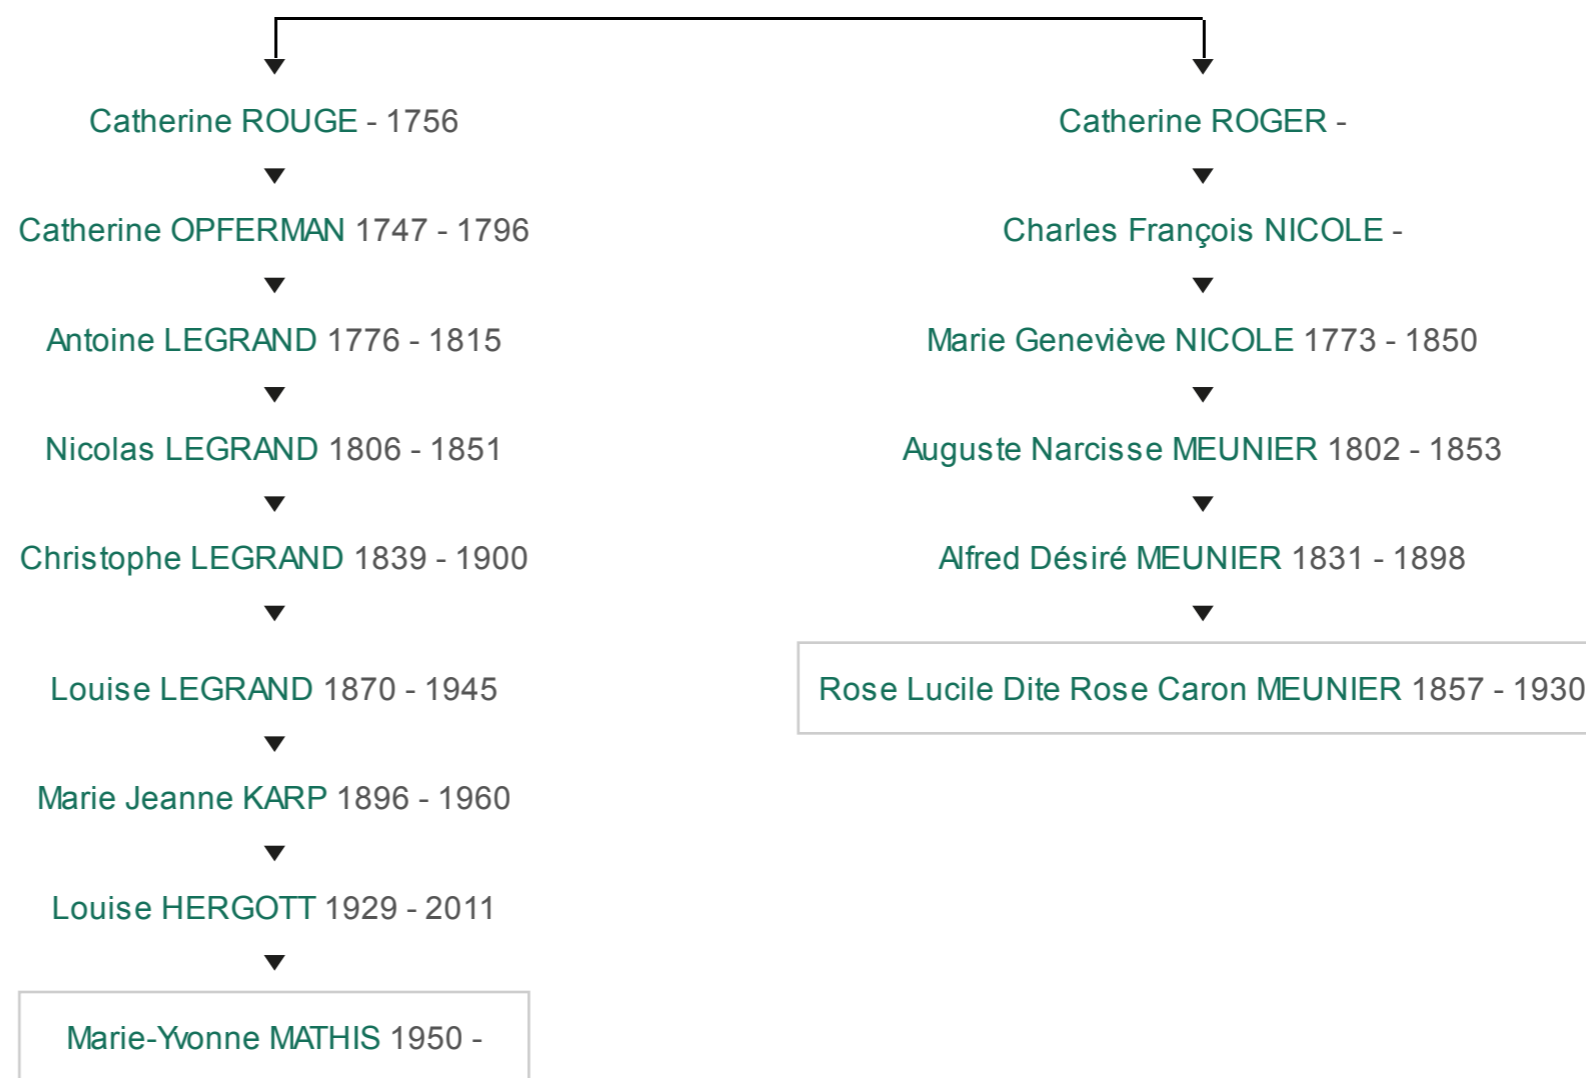 Catherine ROUGE - 1756
Catherine OPFERMAN 1747 - 1796
Antoine LEGRAND 1776 - 1815
Nicolas LEGRAND 1806 - 1851
Christophe LEGRAND 1839 - 1900
Louise LEGRAND 1870 - 1945
Marie Jeanne KARP 1896 - 1960
Louise HERGOTT 1929 - 2011
Marie-Yvonne MATHIS 1950 -
Catherine ROGER -
Charles François NICOLE -
Marie Geneviève NICOLE 1773 - 1850
Auguste Narcisse MEUNIER 1802 - 1853
Alfred Désiré MEUNIER 1831 - 1898
Rose Lucile Dite Rose Caron MEUNIER 1857 - 1930